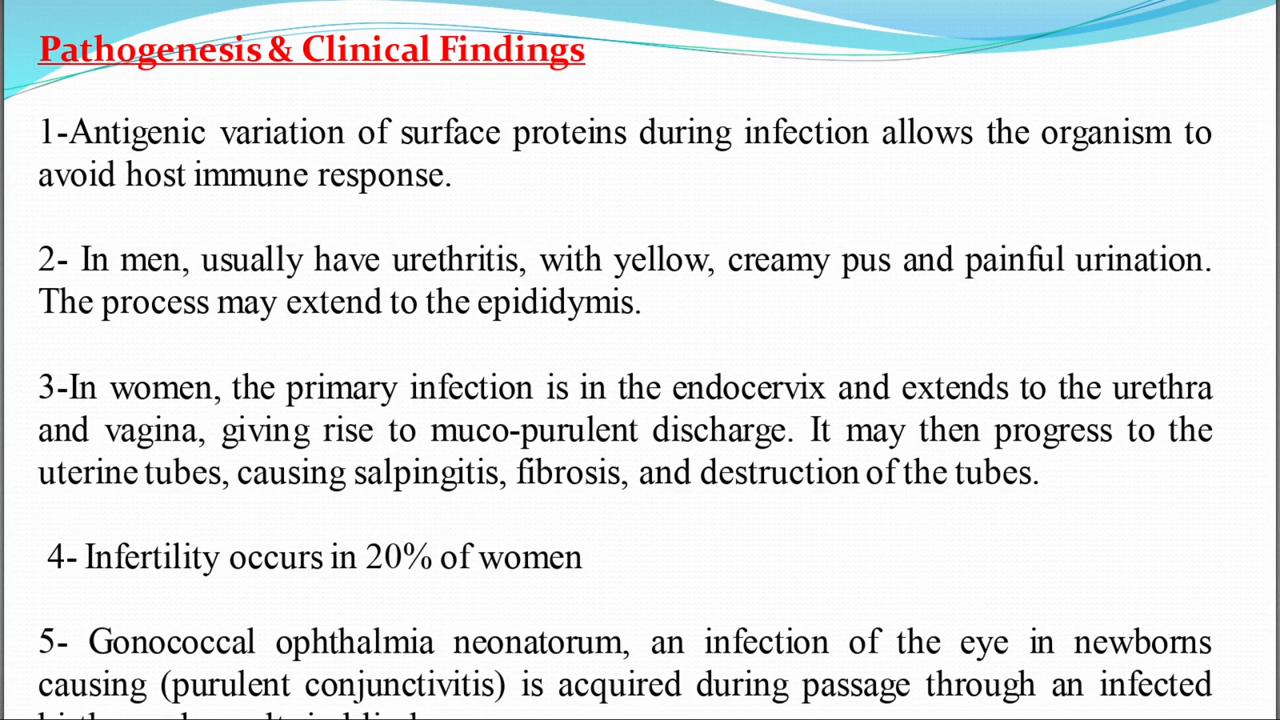 Pathogenesis & Clinical Findings
1-Antigenic variation of surface proteins during infection allows the organism to
avoid host immune response.
2- In men, usually have urethritis, with yellow, creamy pus and painful urination.
The process may extend to the epididymis.
3-In women, the primary infection is in the endocervix and extends to the urethra
and vagina, giving rise to muco-purulent discharge. It may then progress to the
uterine tubes, causing salpingitis, fibrosis, and destruction of the tubes.
4- Infertility occurs in 20% of women
5- Gonococcal ophthalmia neonatorum, an infection of the eye in newborns
causing (purulent conjunctivitis) is acquired during passage through an infected